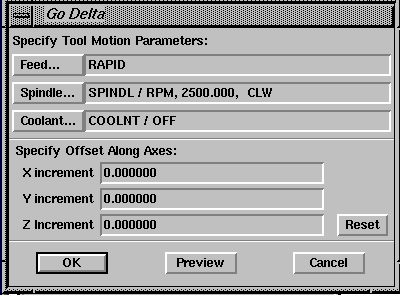 Go Delta
Specify Tool Motion Parameters:
Feed... RAPID
Spindle... SPINDL / RPM, 2500.000, CLW
Coolant... COOLNT / OFF
Specify Offset Along Axes:
X increment 0.000000
Y increment 0.000000
Z Increment 0.000000 Reset
OK Preview Cancel